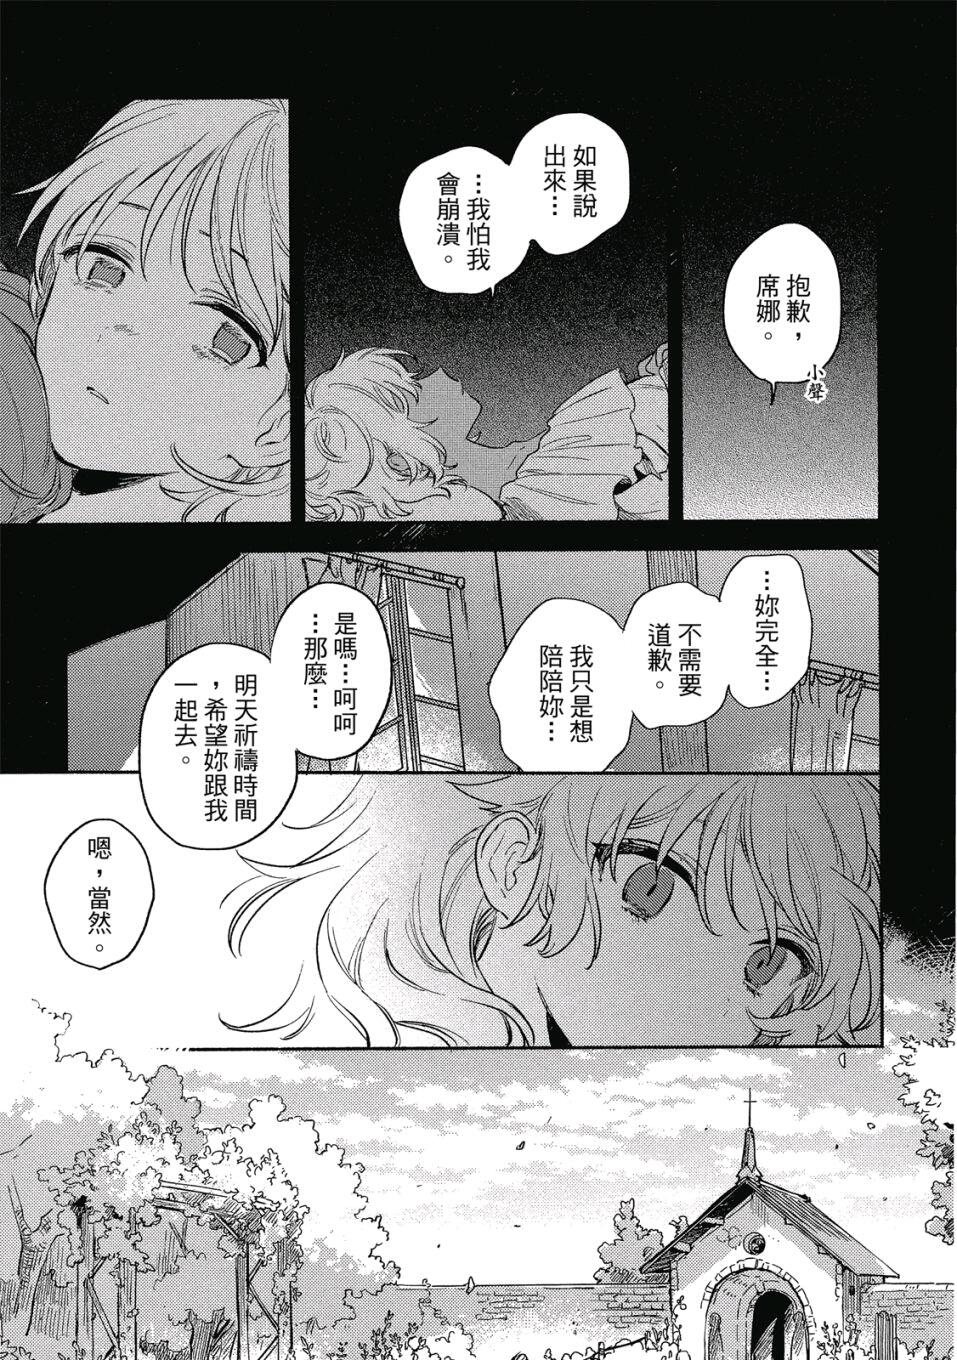 抱歉，
席娜。
小聲
如果說
出來…
…我怕我
會崩潰。
…妳完全…
不需要
道歉。
我只是想
陪陪妳…
是嗎…呵呵
…那麼…
明天祈禱時間
，希望妳跟我
一起去。
嗯，當然。